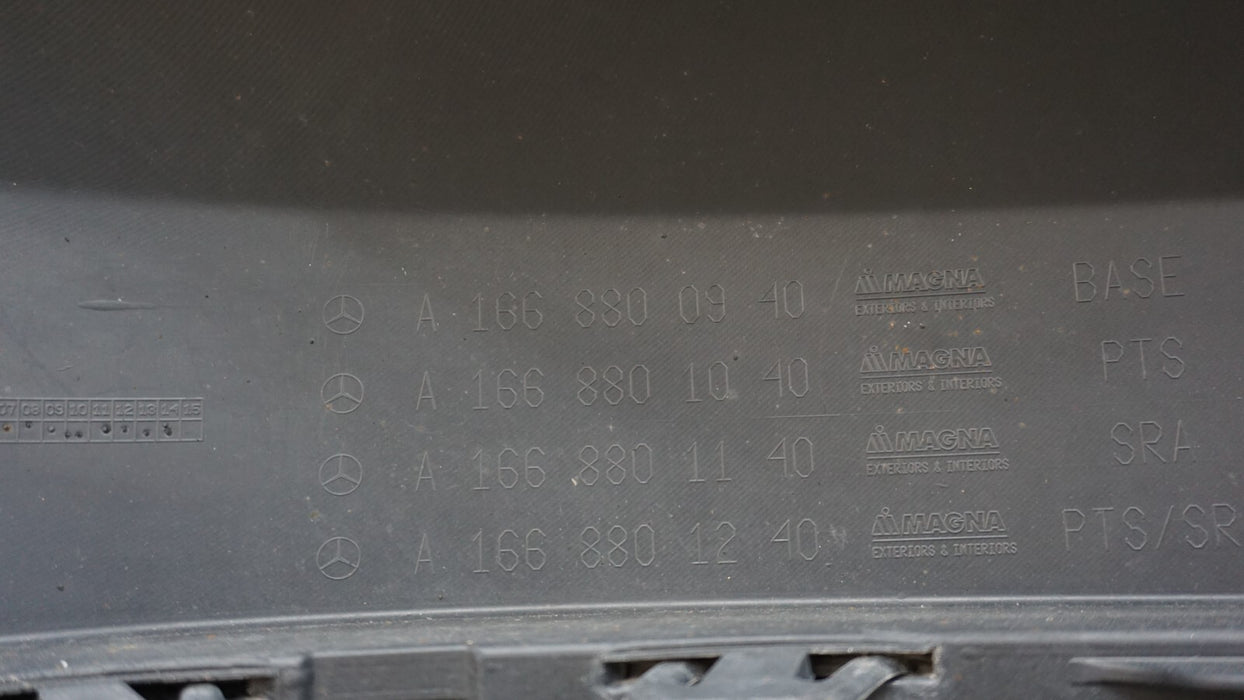 A 166 880 09 40 MAGNA BASE
EXTERIORS & INTERIORS
A 166 880 10 40 MAGNA PTS
EXTERIORS & INTERIORS
07 08 09 10 11 12 13 14 15
A 166 880 11 40 MAGNA SRA
EXTERIORS & INTERIORS
A 166 880 12 40 MAGNA PTS/SR
EXTERIORS & INTERIORS